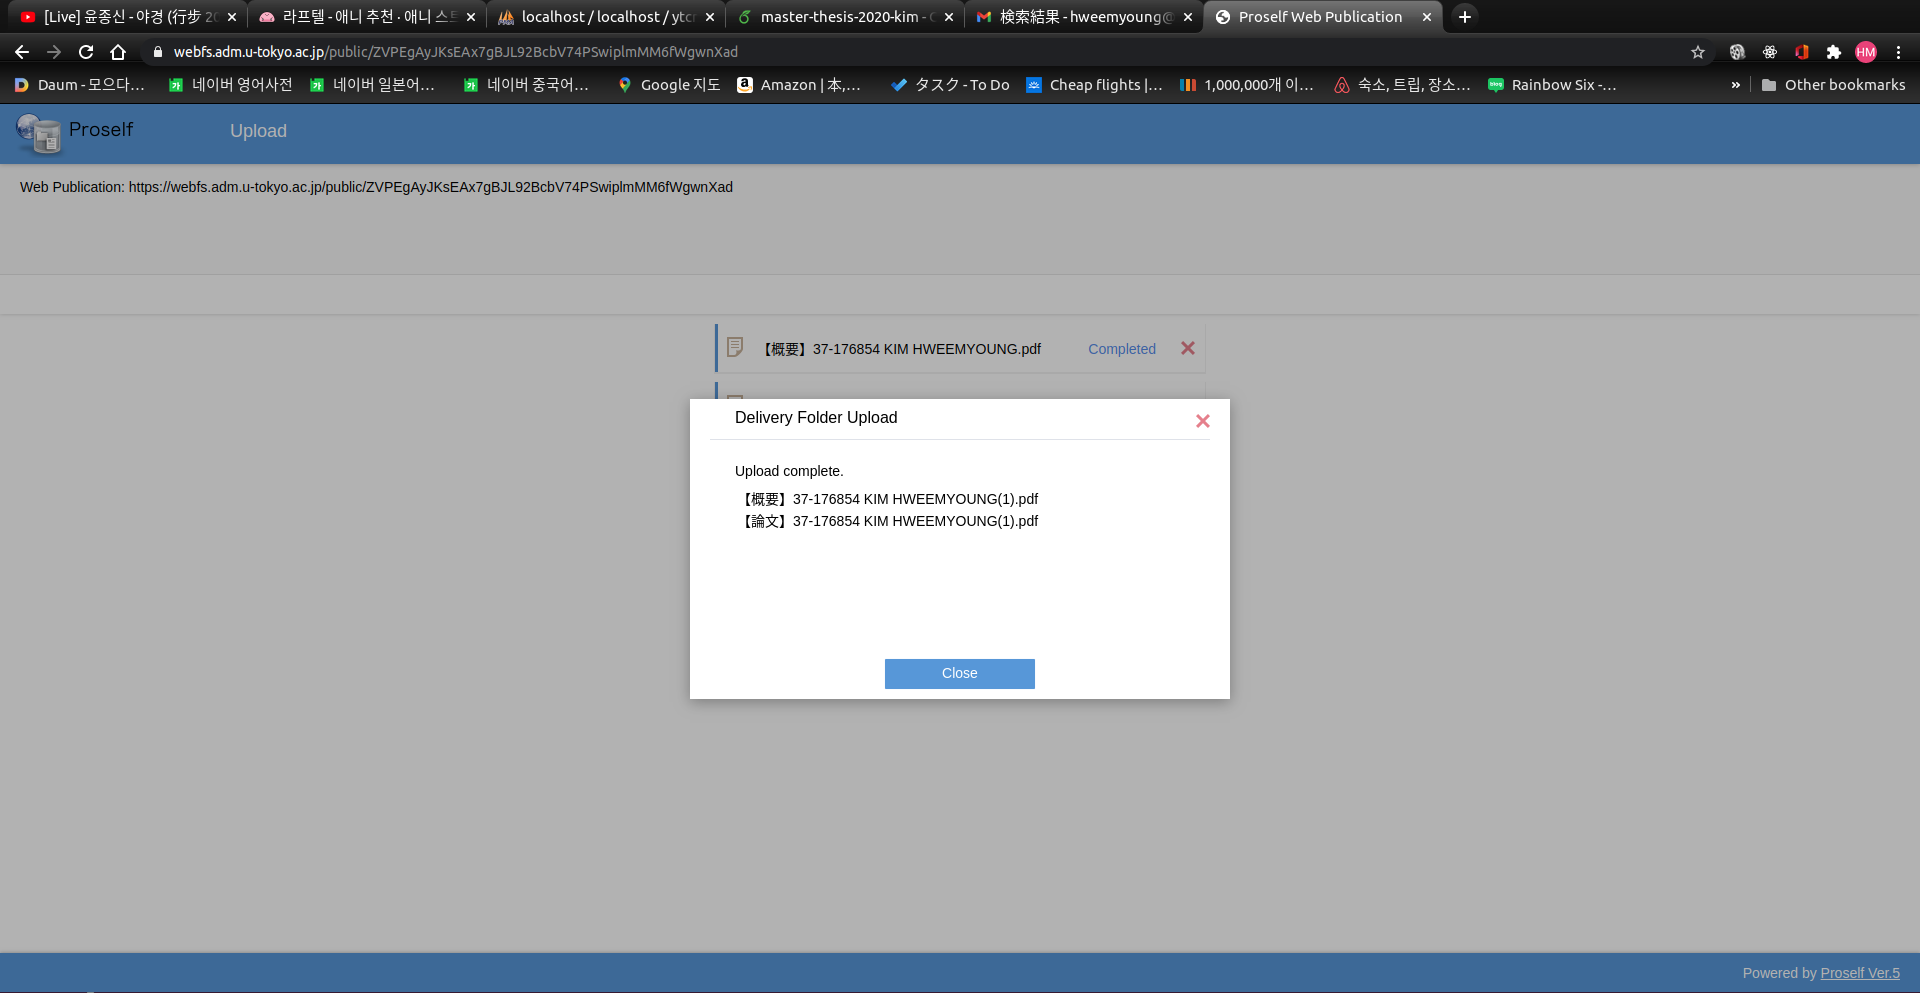 [Live] 윤종신 - 야경 (行步 20
라프텔 - 애니 추천 · 애니 스트
localhost / localhost / ytcr
master-thesis-2020-kim - O
検索結果 - hweemyoung@
Proself Web Publication
webfs.adm.u-tokyo.ac.jp/public/ZVPEgAyJKsEAx7gBJL92BcbV74PSwiplmMM6fWgwnXad
HM
Daum - 모으다...
네이버 영어사전
네이버 일본어...
네이버 중국어...
Google 지도
Amazon | 本,...
タスク - To Do
Cheap flights |...
1,000,000개 이...
숙소, 트립, 장소...
Rainbow Six -...
»
Other bookmarks
Proself
Upload
Web Publication: https://webfs.adm.u-tokyo.ac.jp/public/ZVPEgAyJKsEAx7gBJL92BcbV74PSwiplmMM6fWgwnXad
【概要】37-176854 KIM HWEEMYOUNG.pdf
Completed
Delivery Folder Upload
Upload complete.
【概要】37-176854 KIM HWEEMYOUNG(1).pdf
【論文】37-176854 KIM HWEEMYOUNG(1).pdf
Close
Powered by Proself Ver.5